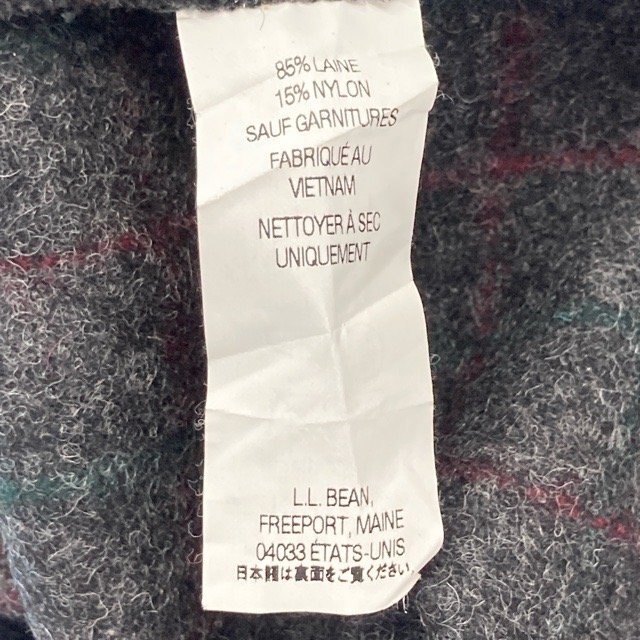 85% LAINE
15% NYLON
SAUF GARNITURES
FABRIQUÉ AU
VIETNAM
NETTOYER À SEC
UNIQUEMENT
L.L. BEAN,
FREEPORT, MAINE
04033 ÉTATS-UNIS
日本語は裏面をご覧ください。